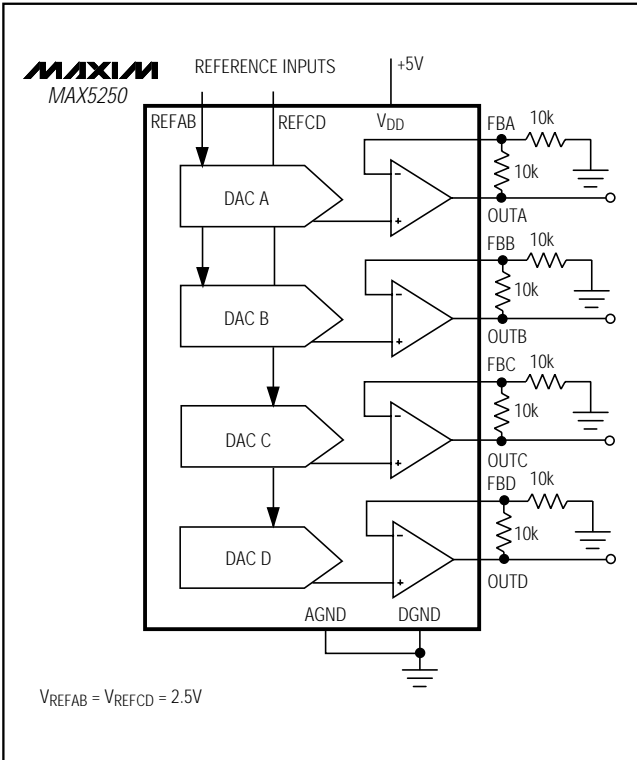 MAXIM
MAX5250
REFERENCE INPUTS
+5V
REFAB
REFCD
VDD
FBA
10k
10k
DAC A
OUTA
FBB
10k
10k
DAC B
OUTB
FBC
10k
10k
DAC C
OUTC
FBD
10k
10k
DAC D
OUTD
AGND
DGND
VREFAB = VREFCD = 2.5V